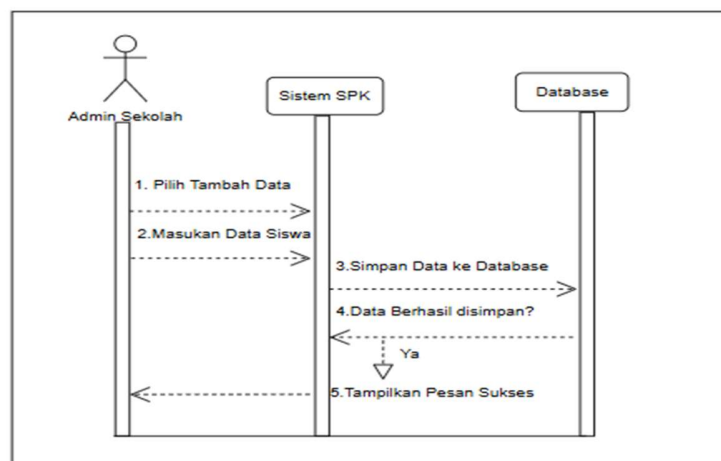 Admin Sekolah
Sistem SPK
Database
1. Pilih Tambah Data
2.Masukan Data Siswa
3.Simpan Data ke Database
4.Data Berhasil disimpan?
Ya
5.Tampilkan Pesan Sukses